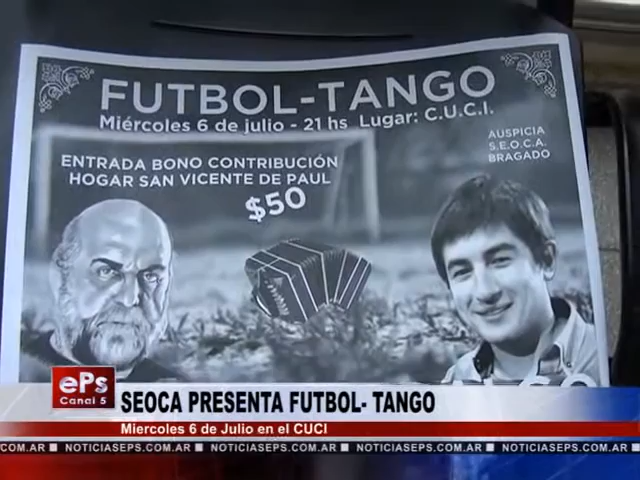 FUTBOL-TANGO
Miércoles 6 de julio - 21 hs Lugar: C.U.C.I.
AUSPICIA
S.E.O.C.A.
BRAGADO
ENTRADA BONO CONTRIBUCIÓN
HOGAR SAN VICENTE DE PAUL
$50
ePs
Canal 5
SEOCA PRESENTA FUTBOL- TANGO
Miercoles 6 de Julio en el CUCI
.COM.AR NOTICIASEPS.COM.AR NOTICIASEPS.COM.AR NOTICIASEPS.COM.AR NOTICIASEPS.COM.AR